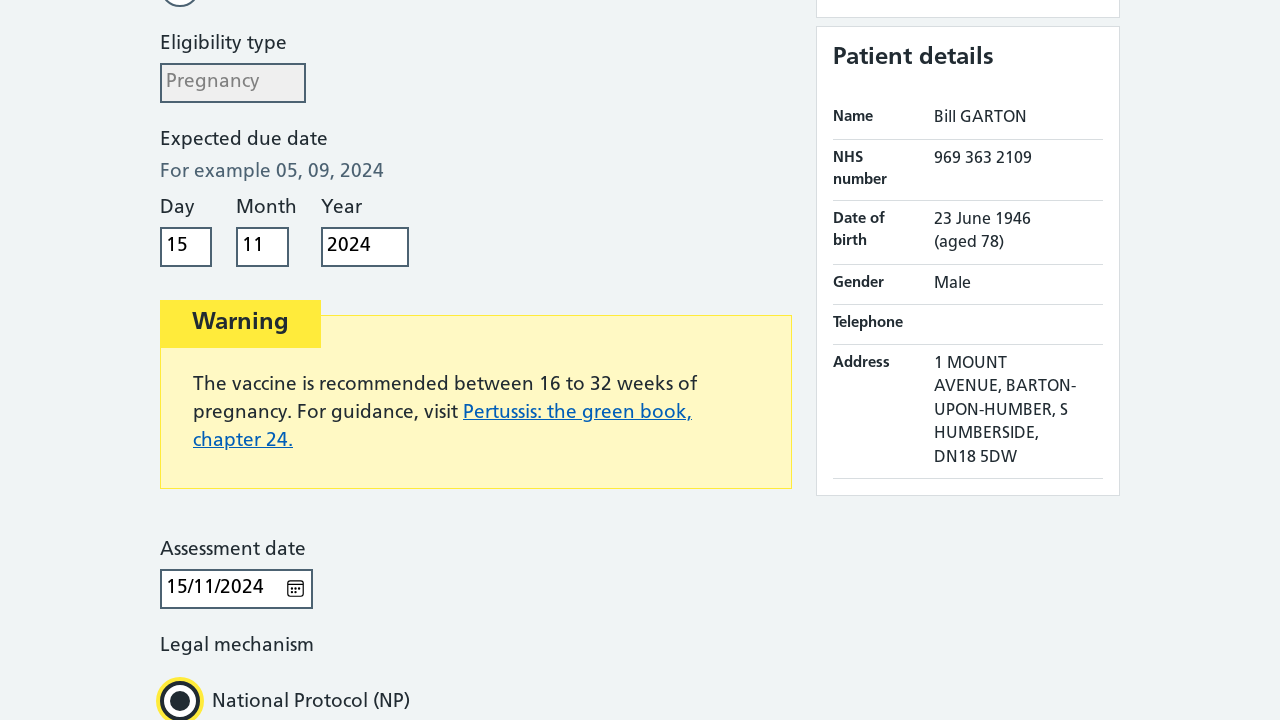 Eligibility type
Pregnancy
Expected due date
For example 05, 09, 2024
Day Month Year
15 11 2024
Warning
The vaccine is recommended between 16 to 32 weeks of
pregnancy. For guidance, visit Pertussis: the green book,
chapter 24.
Assessment date
15/11/2024
Legal mechanism
National Protocol (NP)
Patient details
Name Bill GARTON
NHS number 969 363 2109
Date of birth 23 June 1946
(aged 78)
Gender Male
Telephone
Address 1 MOUNT
AVENUE, BARTON-
UPON-HUMBER, S
HUMBERSIDE,
DN18 5DW